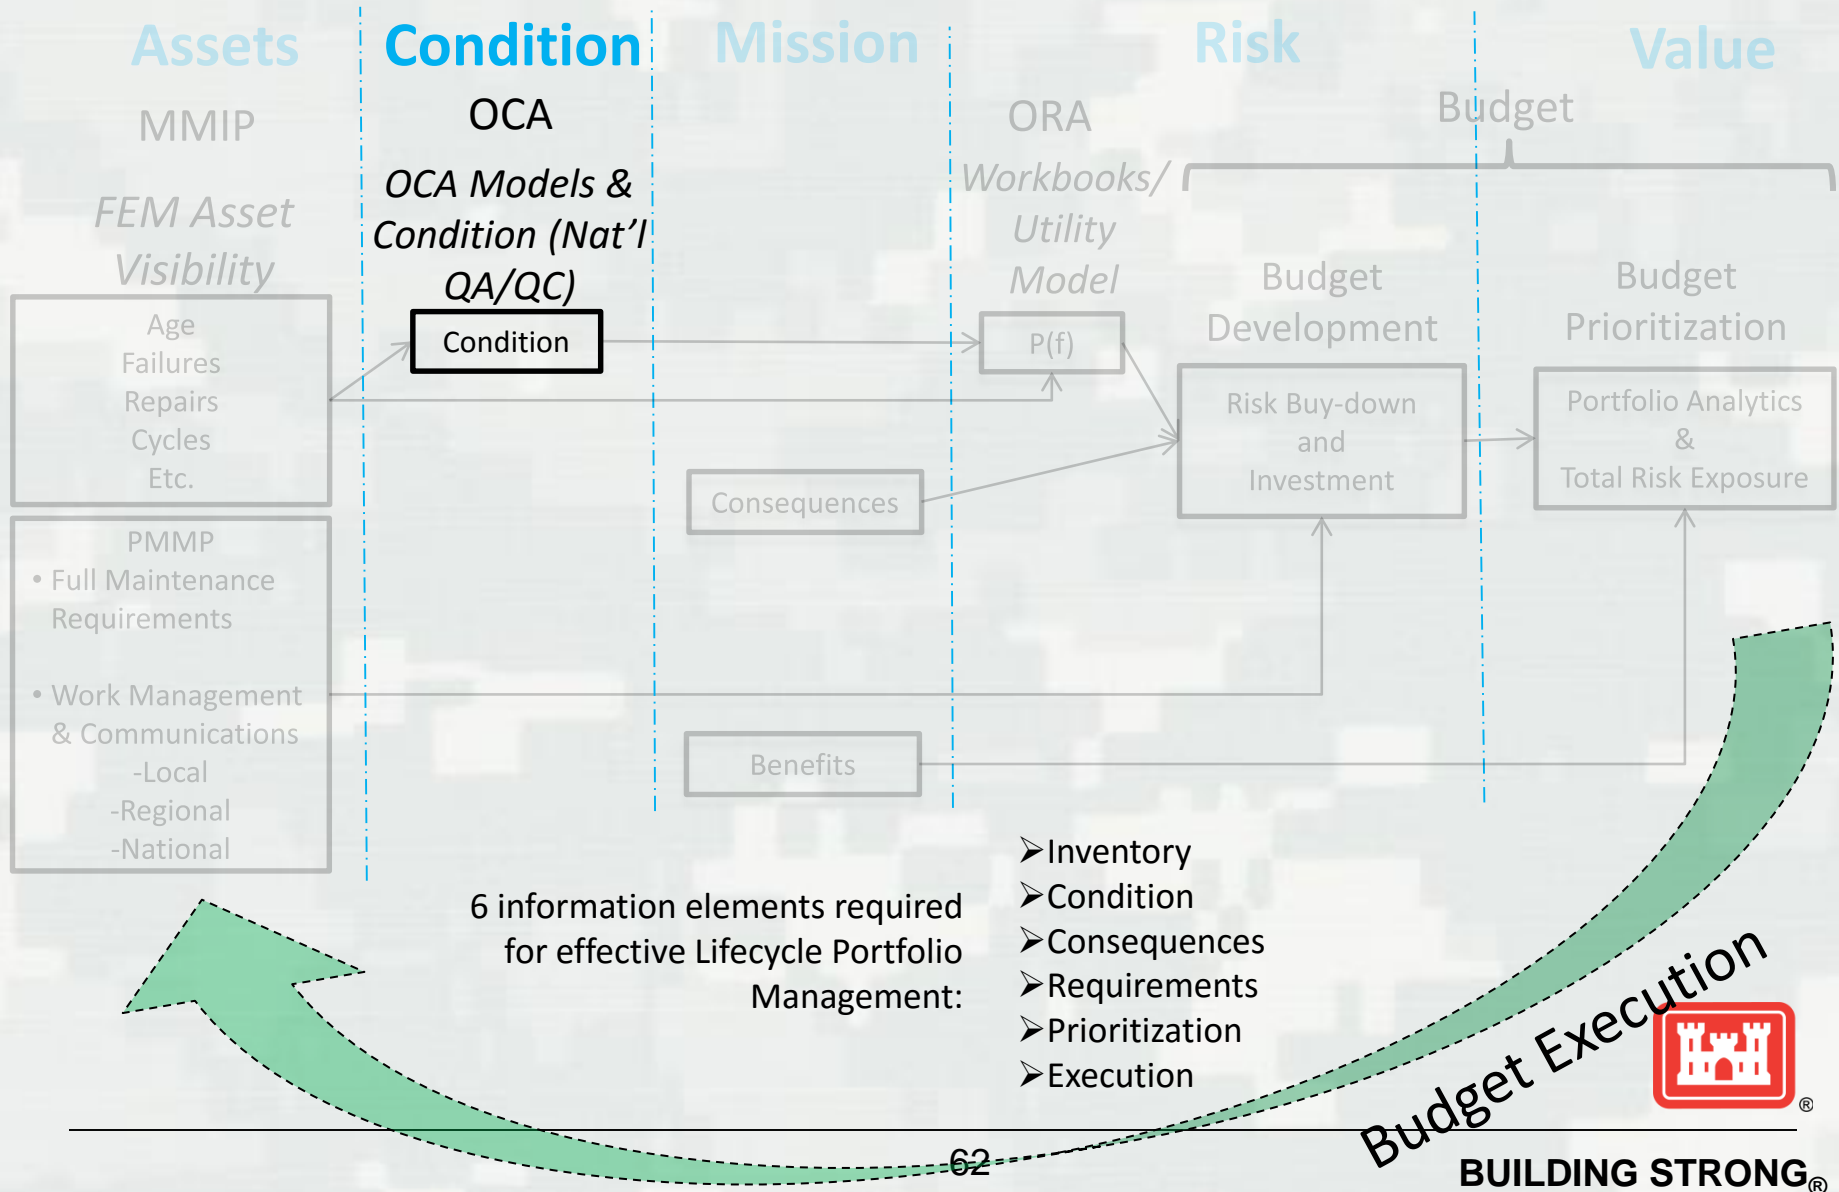 Assets
Condition
Mission
Risk
Value
MMIP
FEM Asset
Visibility
OCA
OCA Models &
Condition (Nat'l
QA/QC)
ORA
Workbooks/
Utility
Model
Budget
Budget
Development
Budget
Prioritization
Age
Failures
Repairs
Cycles
Etc.
Condition
P(f)
Risk Buy-down
and
Investment
Portfolio Analytics
&
Total Risk Exposure
Consequences
PMMP
• Full Maintenance
Requirements
• Work Management
& Communications
-Local
-Regional
-National
Benefits
6 information elements required
for effective Lifecycle Portfolio
Management:
➢Inventory
➢Condition
➢Consequences
➢Requirements
➢Prioritization
➢Execution
Budget Execution
®
62
BUILDING STRONG®